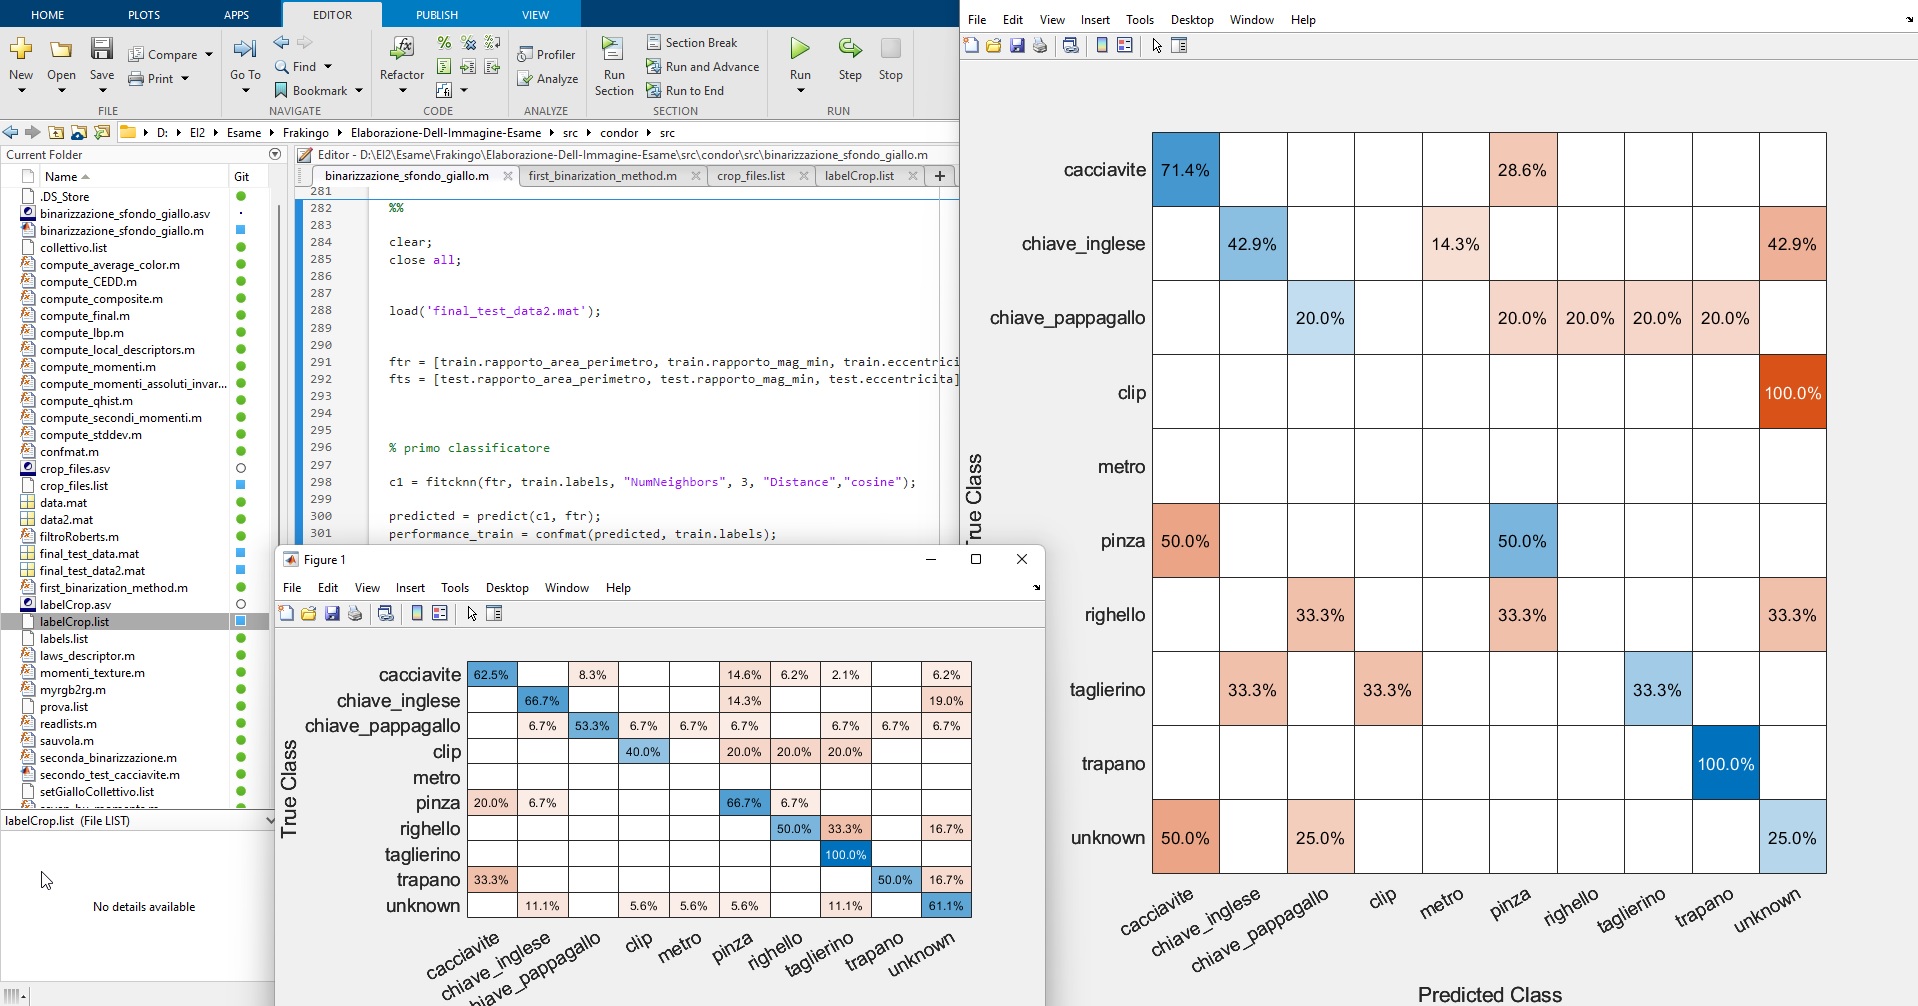 HOME PLOTS APPS EDITOR PUBLISH VIEW
New Open Save Compare Print
Go To Find Bookmark
Refactor
Profiler Analyze
Run Section Section Break Run and Advance Run to End
Run Step Stop
FILE NAVIGATE CODE ANALYZE SECTION RUN
D: EI2 Esame Frakingo Elaborazione-Dell-Immagine-Esame src condor src
Current Folder
Name Git
.DS_Store
binarizzazione_sfondo_giallo.asv
binarizzazione_sfondo_giallo.m
collettivo.list
compute_average_color.m
compute_CEDD.m
compute_composite.m
compute_final.m
compute_lbp.m
compute_local_descriptors.m
compute_momenti.m
compute_momenti_assoluti_invar...
compute_qhist.m
compute_secondi_momenti.m
compute_stddev.m
confmat.m
crop_files.asv
crop_files.list
data.mat
data2.mat
filtroRoberts.m
final_test_data.mat
final_test_data2.mat
first_binarization_method.m
labelCrop.asv
labelCrop.list
labels.list
laws_descriptor.m
momenti_texture.m
myrgb2rg.m
prova.list
readlists.m
sauvola.m
seconda_binarizzazione.m
secondo_test_cacciavite.m
setGialloCollettivo.list
labelCrop.list (File LIST)
No details available
Editor - D:\EI2\Esame\Frakingo\Elaborazione-Dell-Immagine-Esame\src\condor\src\binarizzazione_sfondo_giallo.m
binarizzazione_sfondo_giallo.m first_binarization_method.m crop_files.list labelCrop.list +
281
282 %%
283
284 clear;
285 close all;
286
287
288 load('final_test_data2.mat');
289
290
291 ftr = [train.rapporto_area_perimetro, train.rapporto_mag_min, train.eccentrici
292 fts = [test.rapporto_area_perimetro, test.rapporto_mag_min, test.eccentricita]
293
294
295
296 % primo classificatore
297
298 c1 = fitcknn(ftr, train.labels, "NumNeighbors", 3, "Distance","cosine");
299
300 predicted = predict(c1, ftr);
301 performance_train = confmat(predicted, train.labels);
Figure 1
File Edit View Insert Tools Desktop Window Help
True Class
cacciavite 62.5% 8.3% 14.6% 6.2% 2.1% 6.2%
chiave_inglese 66.7% 14.3% 19.0%
chiave_pappagallo 6.7% 53.3% 6.7% 6.7% 6.7% 6.7% 6.7% 6.7%
clip 40.0% 20.0% 20.0% 20.0%
metro
pinza 20.0% 6.7% 66.7% 6.7%
righello 50.0% 33.3% 16.7%
taglierino 100.0%
trapano 33.3% 50.0% 16.7%
unknown 11.1% 5.6% 5.6% 5.6% 11.1% 61.1%
cacciavite chiave_inglese hiave_pappagallo clip metro pinza righello taglierino trapano unknown
File Edit View Insert Tools Desktop Window Help
True Class
cacciavite 71.4% 28.6%
chiave_inglese 42.9% 14.3% 42.9%
chiave_pappagallo 20.0% 20.0% 20.0% 20.0% 20.0%
clip 100.0%
metro
pinza 50.0% 50.0%
righello 33.3% 33.3% 33.3%
taglierino 33.3% 33.3% 33.3%
trapano 100.0%
unknown 50.0% 25.0% 25.0%
cacciavite chiave_inglese chiave_pappagallo clip metro pinza righello taglierino trapano unknown
Predicted Class